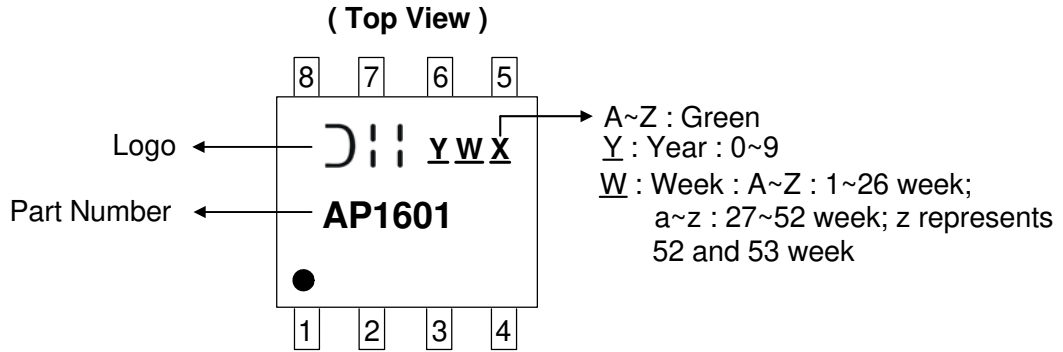 ( Top View )
8 7 6 5
Logo
Y W X
A~Z : Green
Y : Year : 0~9
W : Week : A~Z : 1~26 week;
a~z : 27~52 week; z represents
52 and 53 week
Part Number
AP1601
1 2 3 4